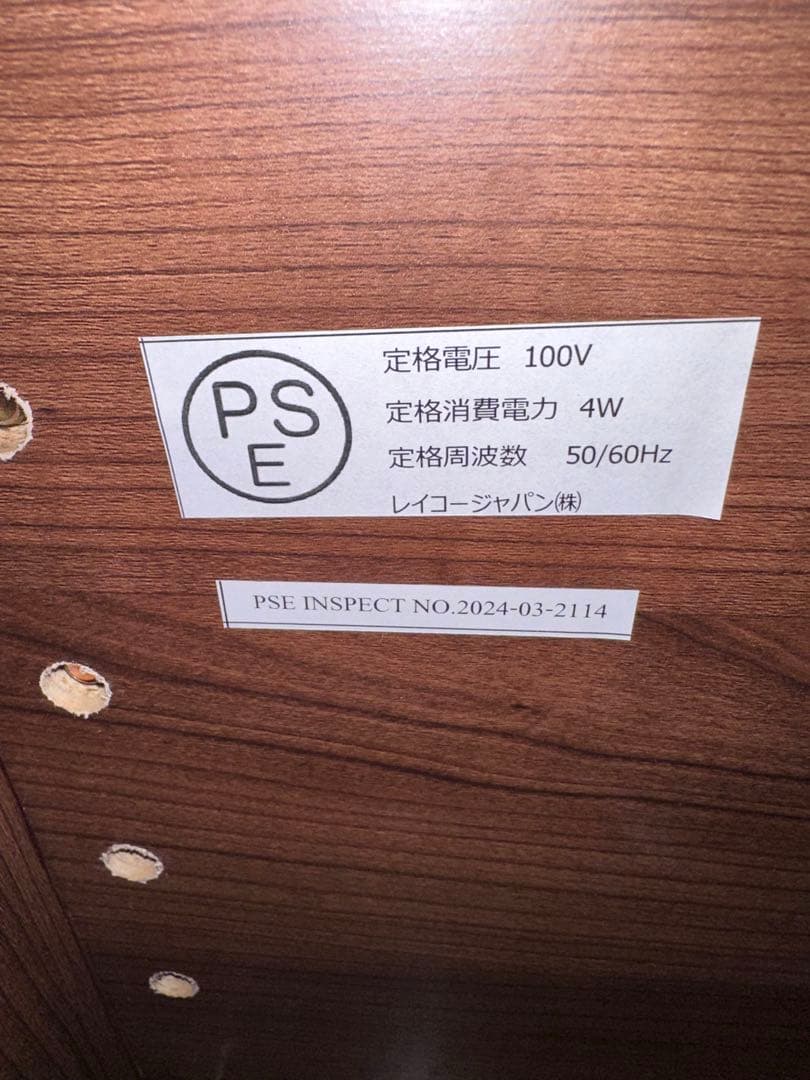 PS
E
定格電圧 100V
定格消費電力 4W
定格周波数 50/60Hz
レイコージャパン㈱
PSE INSPECT NO.2024-03-2114